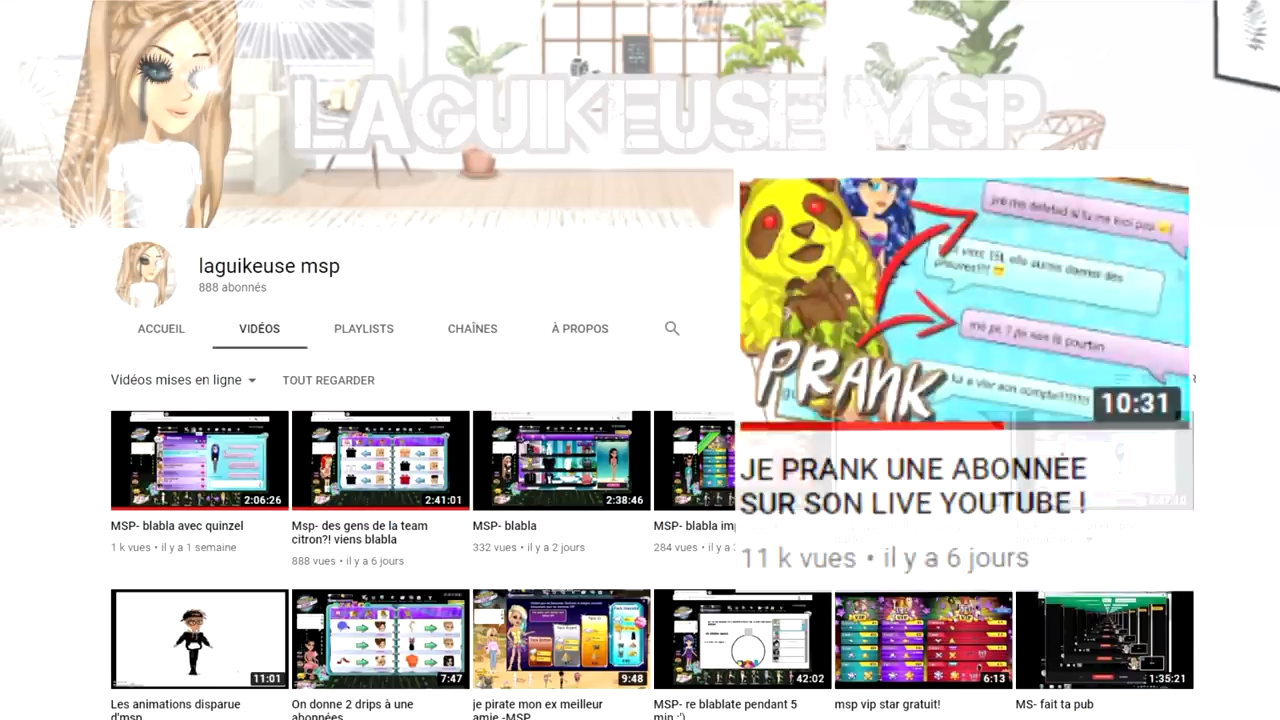 LAGUIKEUSE MSP
laguikeuse msp
888 abonnés
ACCUEIL VIDÉOS PLAYLISTS CHAÎNES À PROPOS
Vidéos mises en ligne TOUT REGARDER
PRANK
10:31
JE PRANK UNE ABONNÉE
SUR SON LIVE YOUTUBE !
11 k vues • il y a 6 jours
2:06:26
MSP- blabla avec quinzel
1 k vues • il y a 1 semaine
2:41:01
Msp- des gens de la team
citron?! viens blabla
888 vues • il y a 6 jours
2:38:46
MSP- blabla
332 vues • il y a 2 jours
MSP- blabla im
284 vues • il y a 3
11:01
Les animations disparue
d'msp
7:47
On donne 2 drips à une
abonnées
9:48
je pirate mon ex meilleur
amie -MSP
42:02
MSP- re blablate pendant 5
min :')
6:13
msp vip star gratuit!
1:35:21
MS- fait ta pub